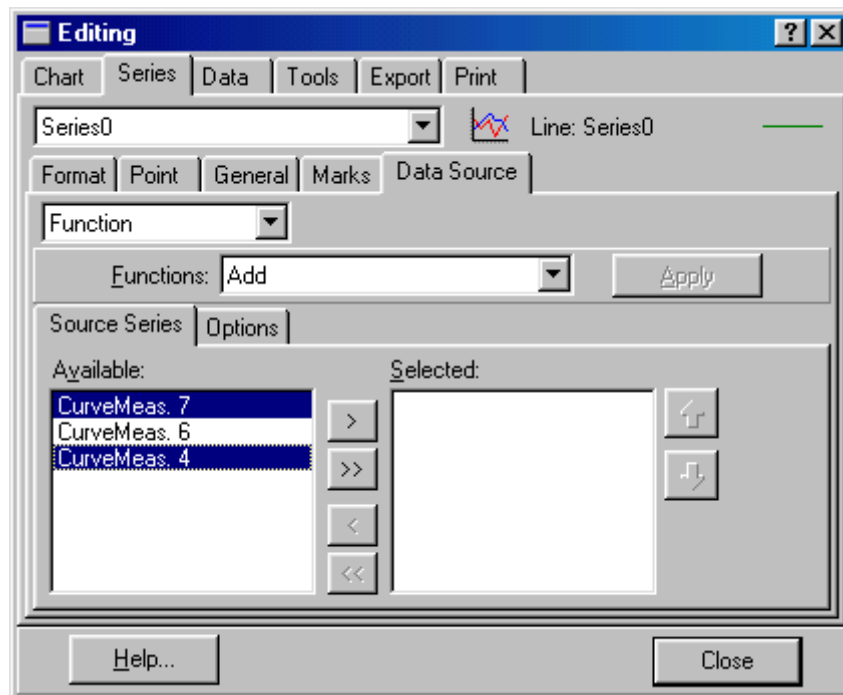 Editing
Chart Series Data Tools Export Print
Series0 Line: Series0
Format Point General Marks Data Source
Function
Functions: Add Apply
Source Series Options
Available: Selected:
CurveMeas. 7
CurveMeas. 6
CurveMeas. 4
>
>>
<
<<
Help... Close